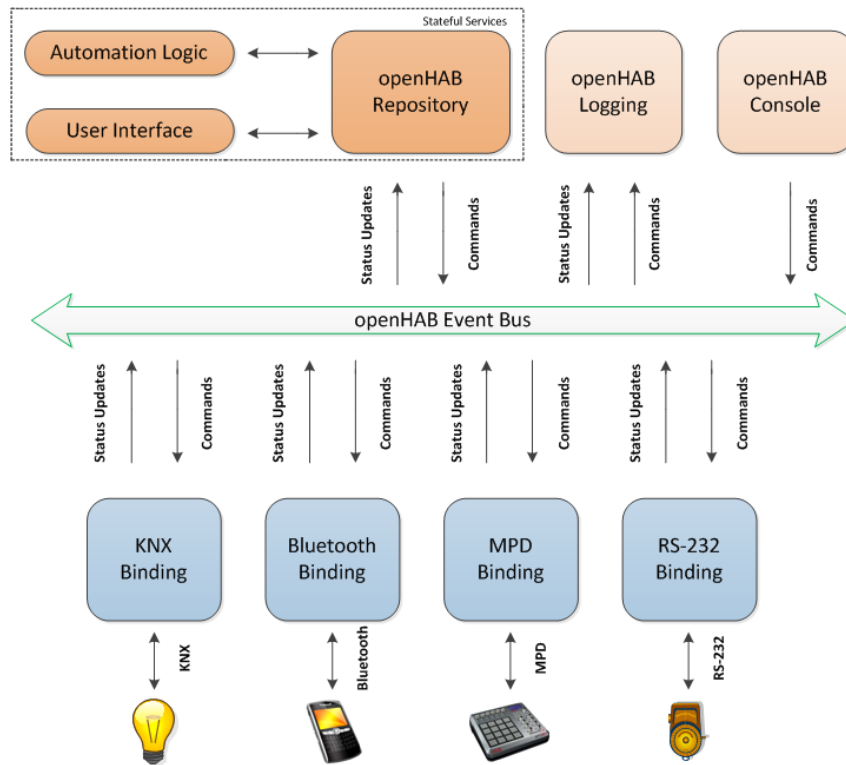 Stateful Services
Automation Logic
User Interface
openHAB
Repository
openHAB
Logging
openHAB
Console
Status Updates
Commands
Status Updates
Commands
Commands
openHAB Event Bus
Status Updates
Commands
Status Updates
Commands
Status Updates
Commands
Status Updates
Commands
KNX
Binding
Bluetooth
Binding
MPD
Binding
RS-232
Binding
KNX
Bluetooth
MPD
RS-232